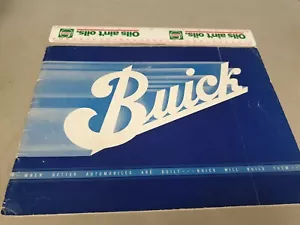 Oils ain't oils.
Oils ain't oils.
Buick
WHEN BETTER AUTOMOBILES ARE BUILT BUICK WILL BUILD THEM